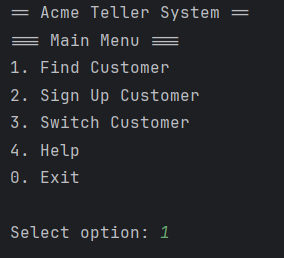 == Acme Teller System ==
=== Main Menu ===
1. Find Customer
2. Sign Up Customer
3. Switch Customer
4. Help
0. Exit
Select option: 1